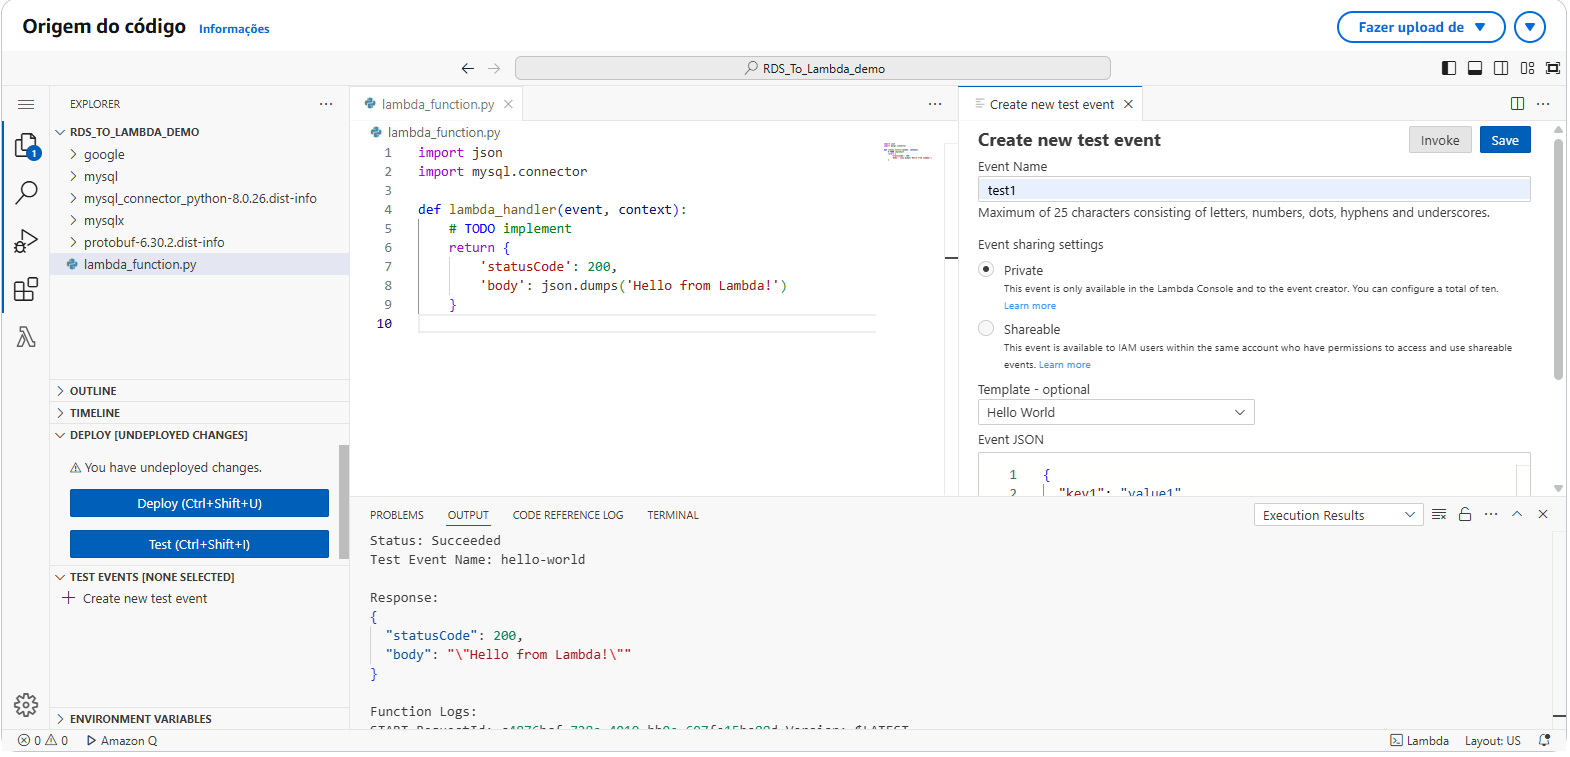 Origem do código Informações
Fazer upload de
RDS_To_Lambda_demo
EXPLORER
RDS_TO_LAMBDA_DEMO
google
mysql
mysql_connector_python-8.0.26.dist-info
mysqlx
protobuf-6.30.2.dist-info
lambda_function.py
1
OUTLINE
TIMELINE
DEPLOY [UNDEPLOYED CHANGES]
You have undeployed changes.
Deploy (Ctrl+Shift+U)
Test (Ctrl+Shift+I)
TEST EVENTS [NONE SELECTED]
Create new test event
ENVIRONMENT VARIABLES
lambda_function.py
lambda_function.py
1 import json
2 import mysql.connector
3
4 def lambda_handler(event, context):
5 # TODO implement
6 return {
7 'statusCode': 200,
8 'body': json.dumps('Hello from Lambda!')
9 }
10
Create new test event
Create new test event
Invoke
Save
Event Name
test1
Maximum of 25 characters consisting of letters, numbers, dots, hyphens and underscores.
Event sharing settings
Private
This event is only available in the Lambda Console and to the event creator. You can configure a total of ten.
Learn more
Shareable
This event is available to IAM users within the same account who have permissions to access and use shareable
events. Learn more
Template - optional
Hello World
Event JSON
1 {
2 "key1": "value1"
PROBLEMS OUTPUT CODE REFERENCE LOG TERMINAL
Execution Results
Status: Succeeded
Test Event Name: hello-world
Response:
{
"statusCode": 200,
"body": "\"Hello from Lambda!\""
}
Function Logs:
START RequestId: Version: $LATEST
0 0 Amazon Q
Lambda Layout: US